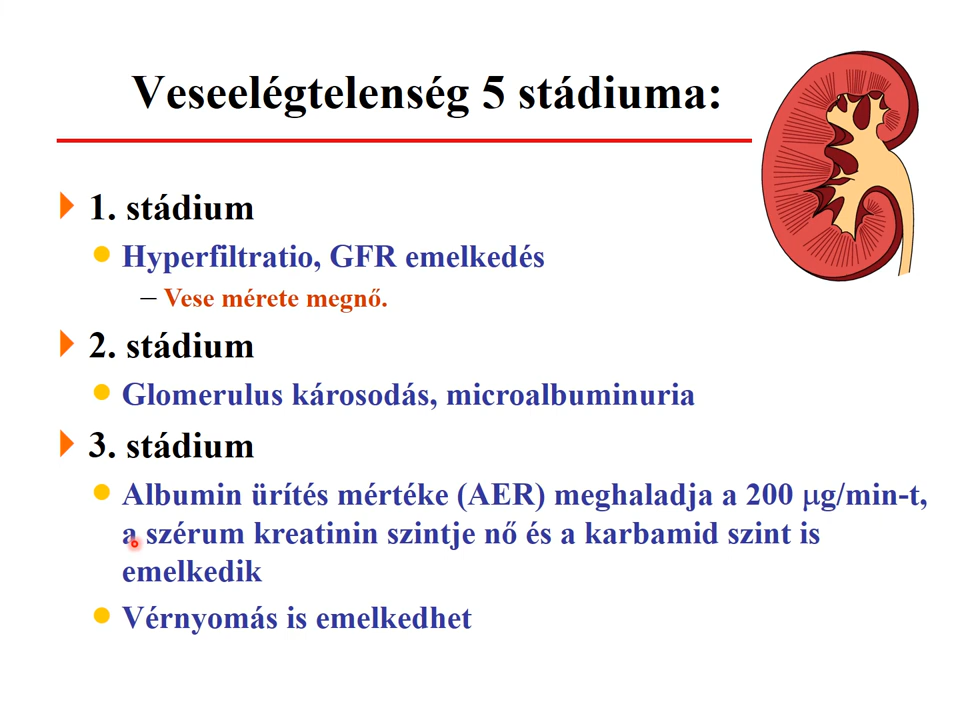 Veseelégtelenség 5 stádiuma:
1. stádium
Hyperfiltratio, GFR emelkedés
– Vese mérete megnő.
2. stádium
Glomerulus károsodás, microalbuminuria
3. stádium
Albumin ürítés mértéke (AER) meghaladja a 200 µg/min-t,
a szérum kreatinin szintje nő és a karbamid szint is
emelkedik
Vérnyomás is emelkedhet